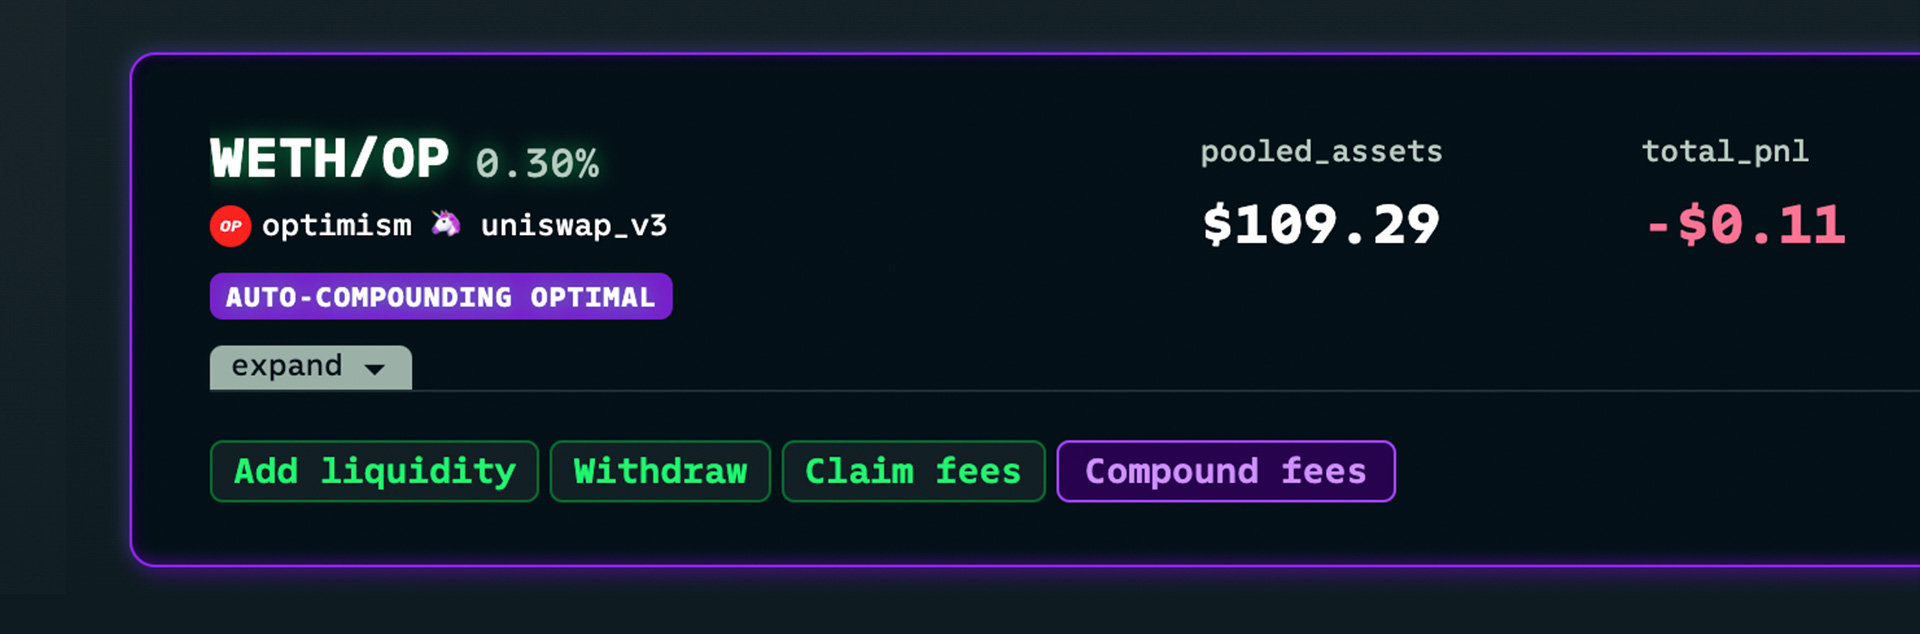 WETH/OP 0.30%
OP optimism uniswap_v3
AUTO-COMPOUNDING OPTIMAL
expand
pooled_assets
$109.29
total_pnl
-$0.11
Add liquidity
Withdraw
Claim fees
Compound fees